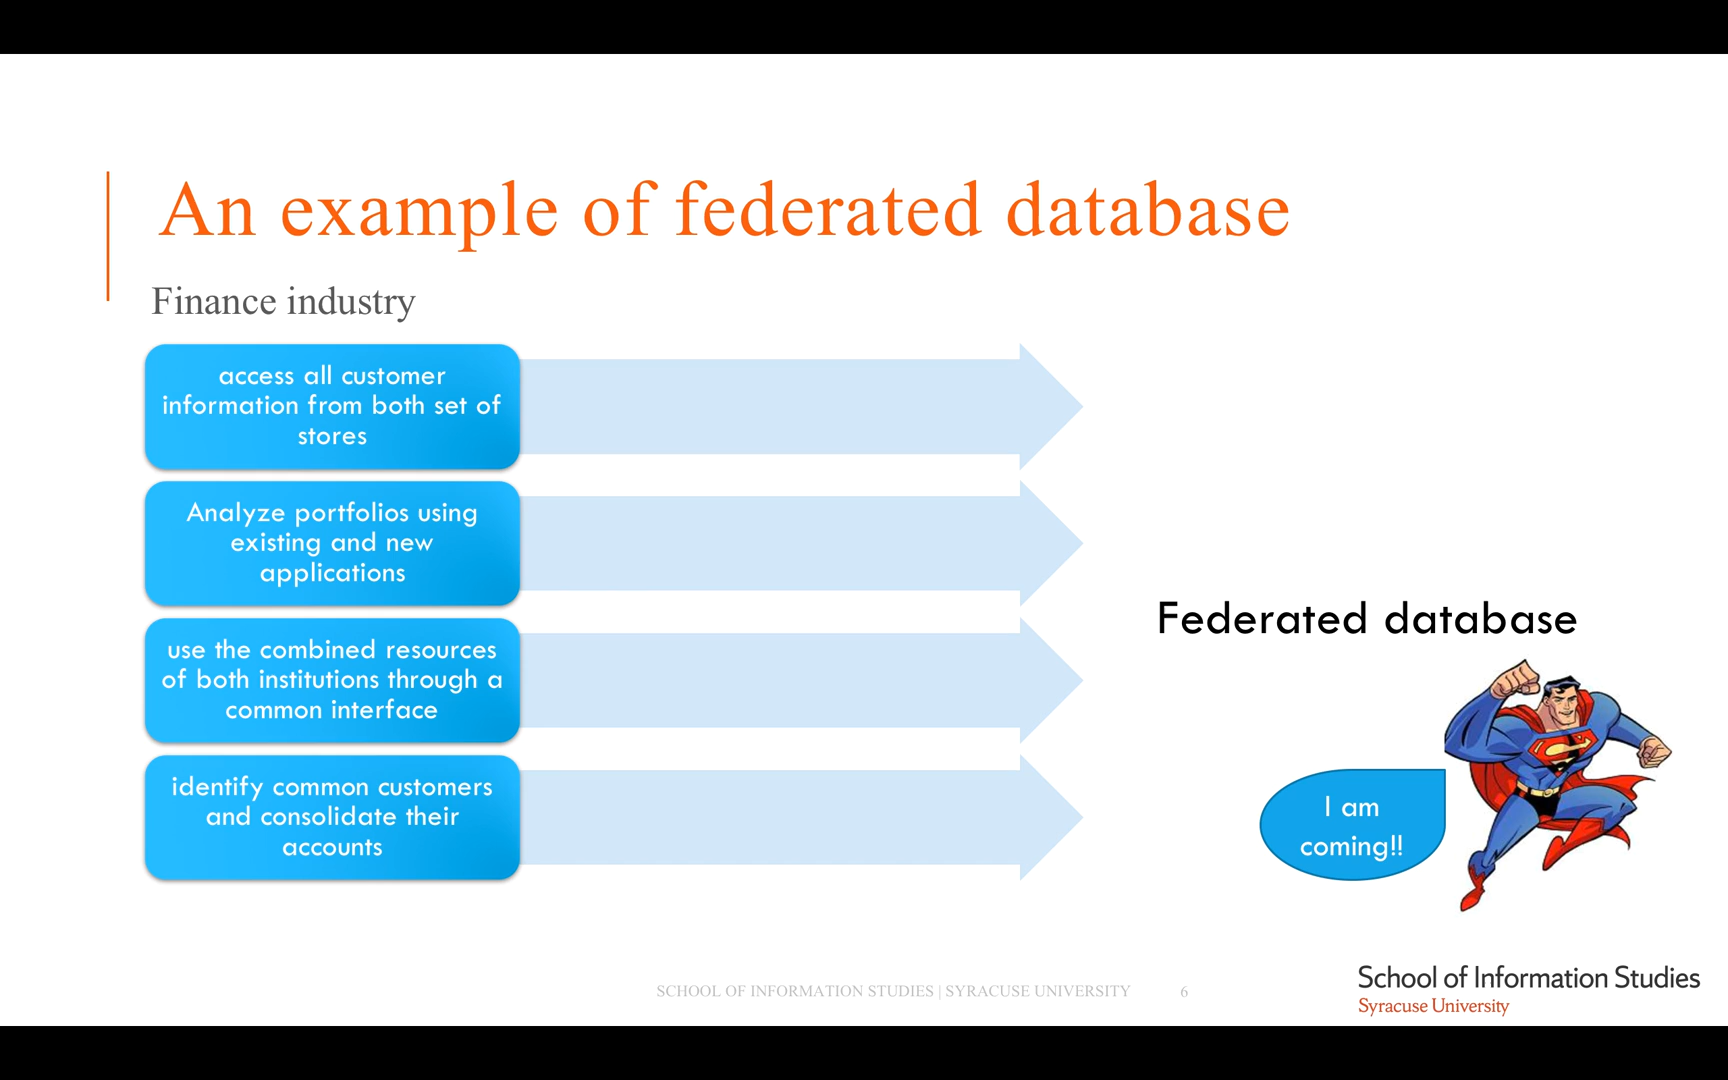 An example of federated database
Finance industry
access all customer
information from both set of
stores
Analyze portfolios using
existing and new
applications
use the combined resources
of both institutions through a
common interface
identify common customers
and consolidate their
accounts
Federated database
I am
coming!!
SCHOOL OF INFORMATION STUDIES | SYRACUSE UNIVERSITY 6
School of Information Studies
Syracuse University